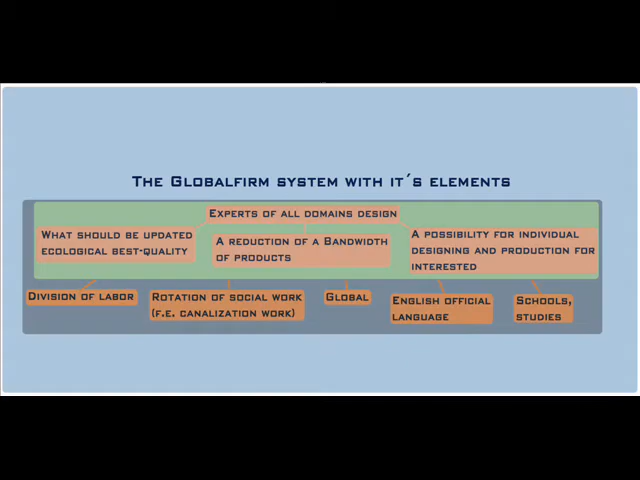 The Globalfirm system with it´s elements
Experts of all domains design
What should be updated
ecological best-quality
A reduction of a Bandwidth
of products
A possibility for individual
designing and production for
interested
Division of labor
Rotation of social work
(f.e. canalization work)
Global
English official
language
Schools,
studies